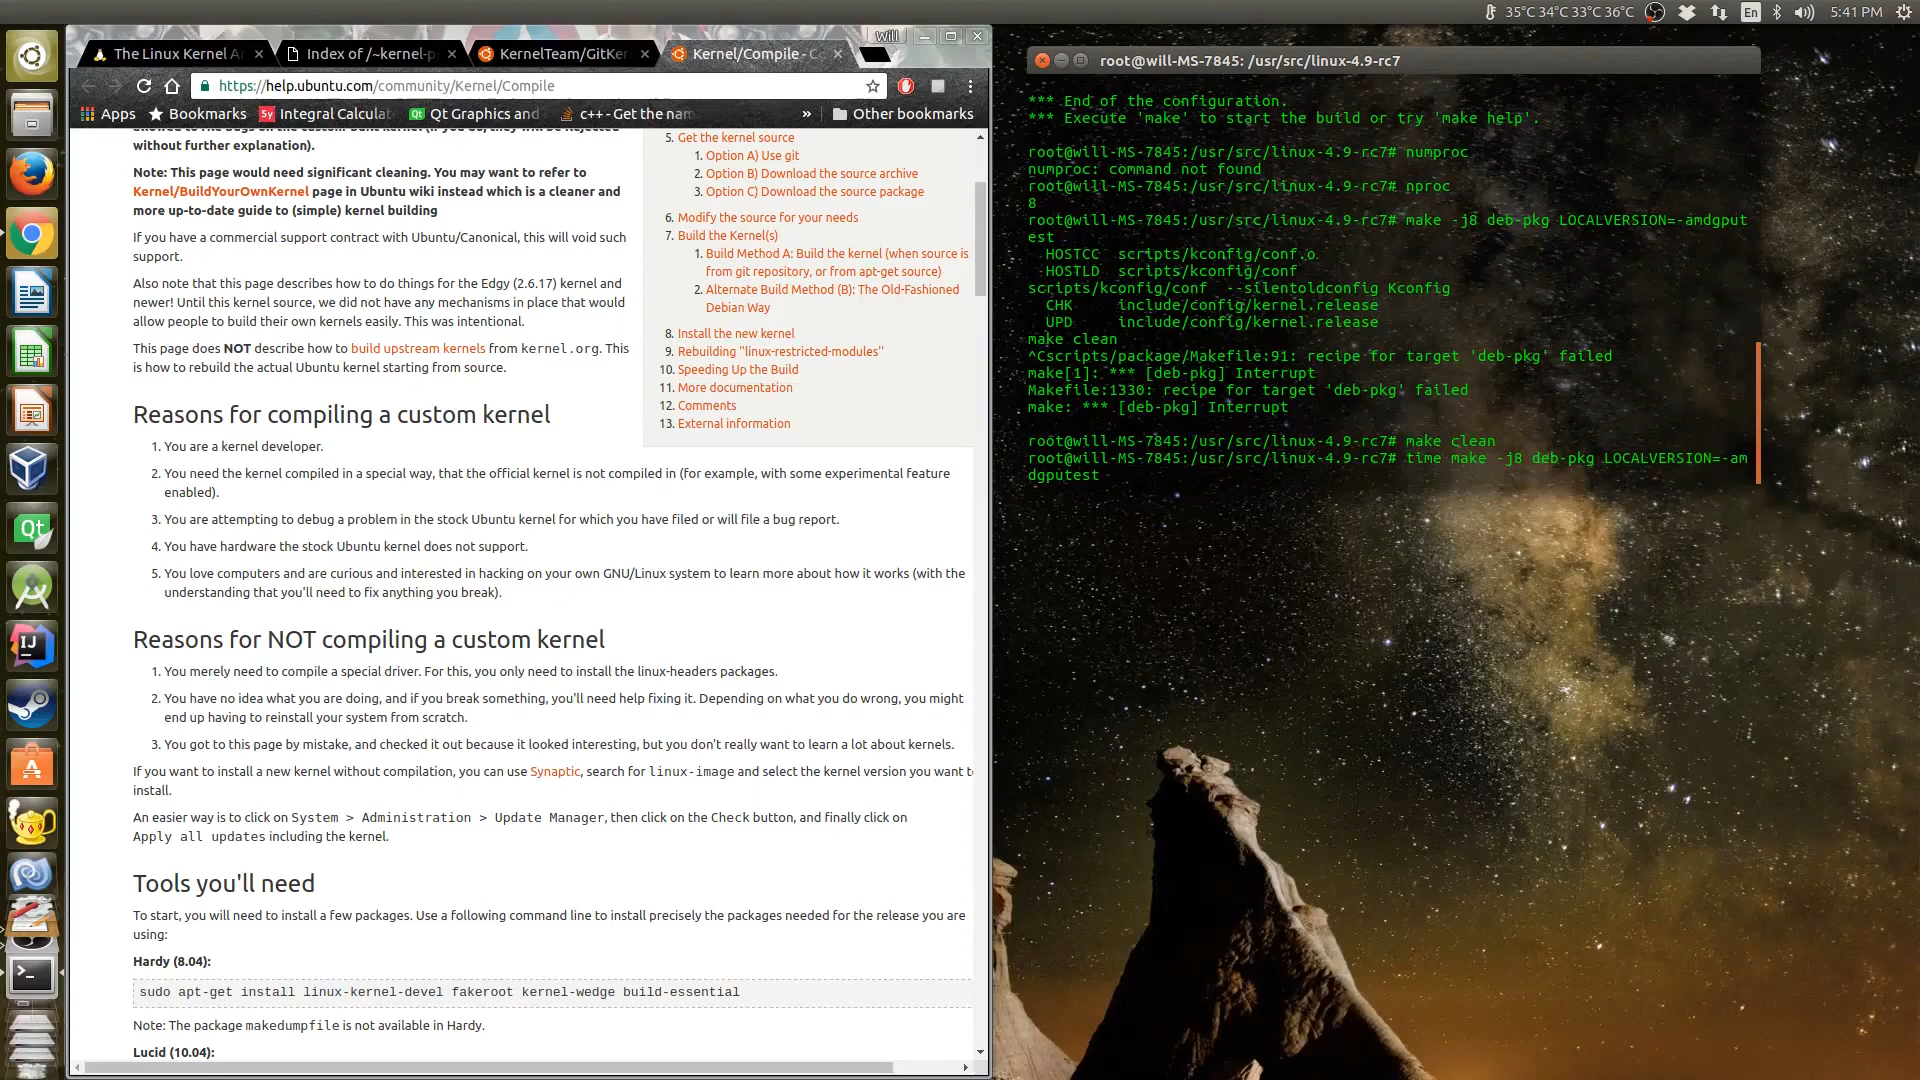 35°C 34°C 33°C 36°C En 5:41 PM
Will
The Linux Kernel Ar
Index of /~kernel-p
KernelTeam/GitKer
Kernel/Compile - Co
https://help.ubuntu.com/community/Kernel/Compile
Apps Bookmarks Sy Integral Calcula Qt Qt Graphics and c++ - Get the nam » Other bookmarks
without further explanation).
Note: This page would need significant cleaning. You may want to refer to
Kernel/BuildYourOwnKernel page in Ubuntu wiki instead which is a cleaner and
more up-to-date guide to (simple) kernel building
If you have a commercial support contract with Ubuntu/Canonical, this will void such
support.
Also note that this page describes how to do things for the Edgy (2.6.17) kernel and
newer! Until this kernel source, we did not have any mechanisms in place that would
allow people to build their own kernels easily. This was intentional.
This page does NOT describe how to build upstream kernels from kernel.org. This
is how to rebuild the actual Ubuntu kernel starting from source.
5. Get the kernel source
1. Option A) Use git
2. Option B) Download the source archive
3. Option C) Download the source package
6. Modify the source for your needs
7. Build the Kernel(s)
1. Build Method A: Build the kernel (when source is
from git repository, or from apt-get source)
2. Alternate Build Method (B): The Old-Fashioned
Debian Way
8. Install the new kernel
9. Rebuilding "linux-restricted-modules"
10. Speeding Up the Build
11. More documentation
12. Comments
13. External information
Reasons for compiling a custom kernel
1. You are a kernel developer.
2. You need the kernel compiled in a special way, that the official kernel is not compiled in (for example, with some experimental feature
enabled).
3. You are attempting to debug a problem in the stock Ubuntu kernel for which you have filed or will file a bug report.
4. You have hardware the stock Ubuntu kernel does not support.
5. You love computers and are curious and interested in hacking on your own GNU/Linux system to learn more about how it works (with the
understanding that you'll need to fix anything you break).
Reasons for NOT compiling a custom kernel
1. You merely need to compile a special driver. For this, you only need to install the linux-headers packages.
2. You have no idea what you are doing, and if you break something, you'll need help fixing it. Depending on what you do wrong, you might
end up having to reinstall your system from scratch.
3. You got to this page by mistake, and checked it out because it looked interesting, but you don't really want to learn a lot about kernels.
If you want to install a new kernel without compilation, you can use Synaptic, search for linux-image and select the kernel version you want to
install.
An easier way is to click on System > Administration > Update Manager, then click on the Check button, and finally click on
Apply all updates including the kernel.
Tools you'll need
To start, you will need to install a few packages. Use a following command line to install precisely the packages needed for the release you are
using:
Hardy (8.04):
sudo apt-get install linux-kernel-devel fakeroot kernel-wedge build-essential
Note: The package makedumpfile is not available in Hardy.
Lucid (10.04):
root@will-MS-7845: /usr/src/linux-4.9-rc7
*** End of the configuration.
*** Execute 'make' to start the build or try 'make help'.
root@will-MS-7845:/usr/src/linux-4.9-rc7# numproc
numproc: command not found
root@will-MS-7845:/usr/src/linux-4.9-rc7# nproc
8
root@will-MS-7845:/usr/src/linux-4.9-rc7# make -j8 deb-pkg LOCALVERSION=-amdgput
est
HOSTCC scripts/kconfig/conf.o
HOSTLD scripts/kconfig/conf
scripts/kconfig/conf --silentoldconfig Kconfig
CHK include/config/kernel.release
UPD include/config/kernel.release
make clean
^Cscripts/package/Makefile:91: recipe for target 'deb-pkg' failed
make[1]: *** [deb-pkg] Interrupt
Makefile:1330: recipe for target 'deb-pkg' failed
make: *** [deb-pkg] Interrupt
root@will-MS-7845:/usr/src/linux-4.9-rc7# make clean
root@will-MS-7845:/usr/src/linux-4.9-rc7# time make -j8 deb-pkg LOCALVERSION=-am
dgputest